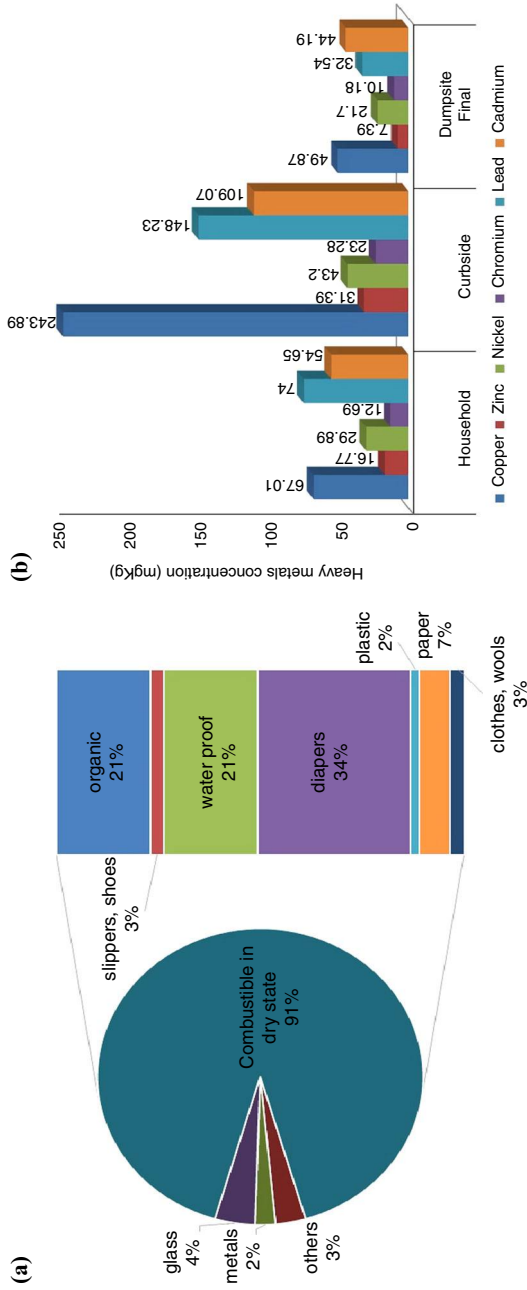 (a)
glass
4%
metals
2%
others
3%
Combustible in
dry state
91%
slippers, shoes
3%
organic
21%
water proof
21%
diapers
34%
plastic
2%
paper
7%
clothes, wools
3%
(b)
Heavy metals concentration (mgKg)
250
200
150
100
50
0
67.01
16.77
29.89
12.69
74
54.65
243.89
31.39
43.2
23.28
148.23
109.07
49.87
7.39
21.7
10.18
32.54
44.19
Household
Curbside
Dumpsite
Final
Copper Zinc Nickel Chromium Lead Cadmium